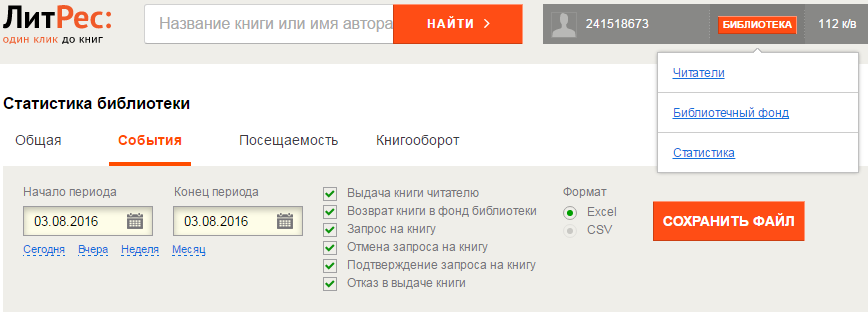 ЛитРес:
один клик до книг
Название книги или имя автора
НАЙТИ
241518673
БИБЛИОТЕКА
112 к/в
Читатели
Библиотечный фонд
Статистика
Статистика библиотеки
Общая
События
Посещаемость
Книгооборот
Начало периода
Конец периода
03.08.2016
03.08.2016
Сегодня
Вчера
Неделя
Месяц
Выдача книги читателю
Возврат книги в фонд библиотеки
Запрос на книгу
Отмена запроса на книгу
Подтверждение запроса на книгу
Отказ в выдаче книги
Формат
Excel
CSV
СОХРАНИТЬ ФАЙЛ